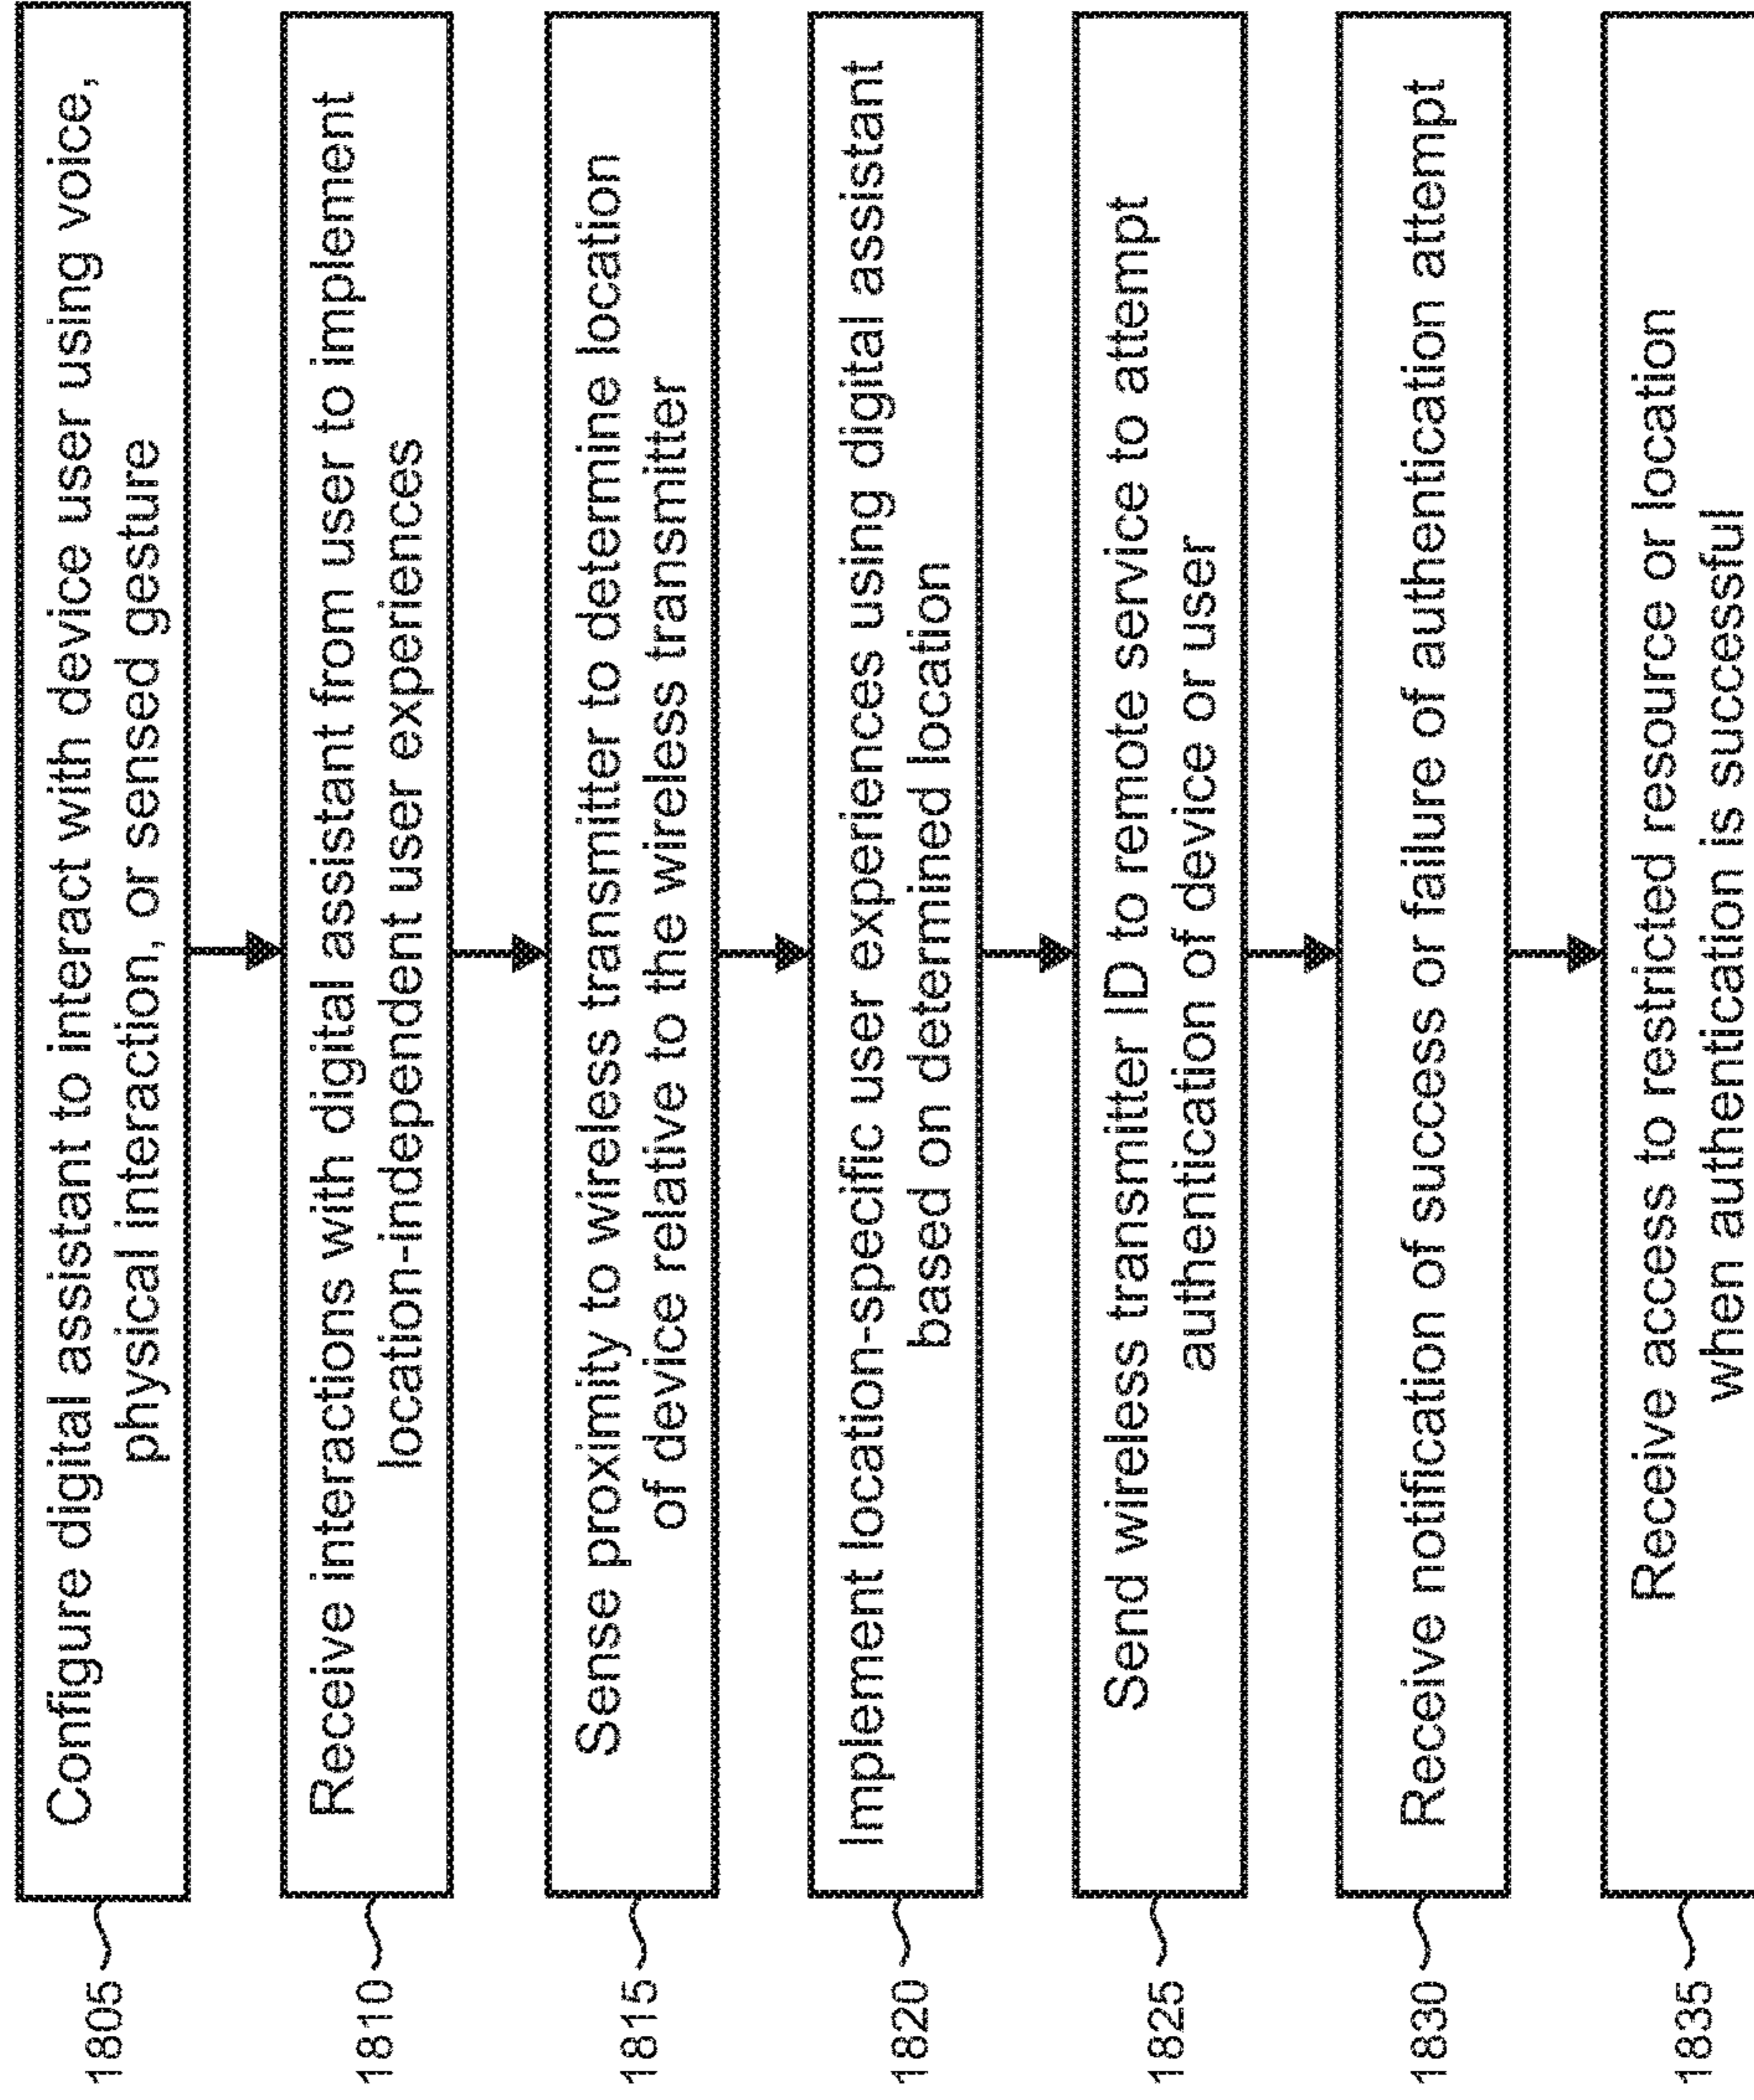 1805
Configure digital assistant to interact with device user using voice,
physical interaction, or sensed gesture
1810
Receive interactions with digital assistant from user to implement
location-independent user experiences
1815
Sense proximity to wireless transmitter to determine location
of device relative to the wireless transmitter
1820
Implement location-specific user experiences using digital assistant
based on determined location
1825
Send wireless transmitter ID to remote service to attempt
authentication of device or user
1830
Receive notification of success or failure of authentication attempt
1835
Receive access to restricted resource or location
when authentication is successful